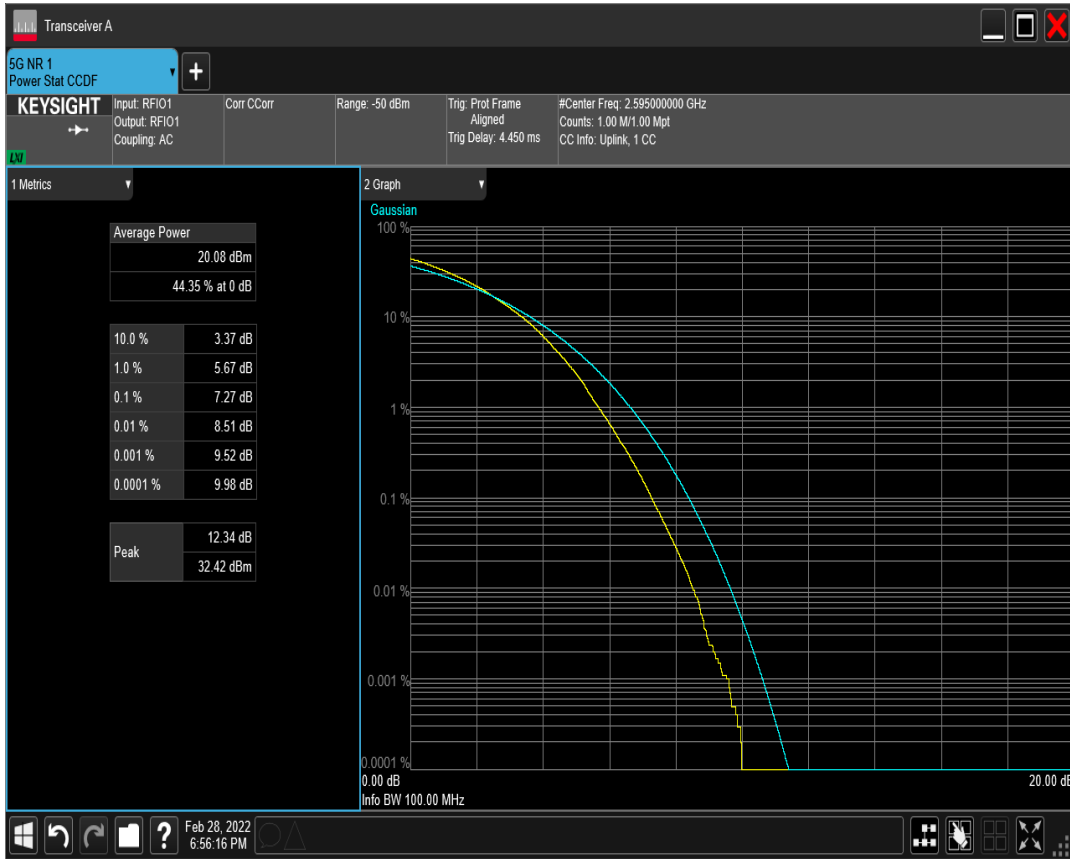 Transceiver A
5G NR 1
Power Stat CCDF
+
KEYSIGHT
LXI
Input: RFIO1
Output: RFIO1
Coupling: AC
Corr CCorr
Range: -50 dBm
Trig: Prot Frame
Aligned
Trig Delay: 4.450 ms
#Center Freq: 2.595000000 GHz
Counts: 1.00 M/1.00 Mpt
CC Info: Uplink, 1 CC
1 Metrics
Average Power
20.08 dBm
44.35 % at 0 dB
10.0 % 3.37 dB
1.0 % 5.67 dB
0.1 % 7.27 dB
0.01 % 8.51 dB
0.001 % 9.52 dB
0.0001 % 9.98 dB
Peak
12.34 dB
32.42 dBm
2 Graph
Gaussian
100 %
10 %
1 %
0.1 %
0.01 %
0.001 %
0.0001 %
0.00 dB 20.00 dB
Info BW 100.00 MHz
?
Feb 28, 2022
6:56:16 PM